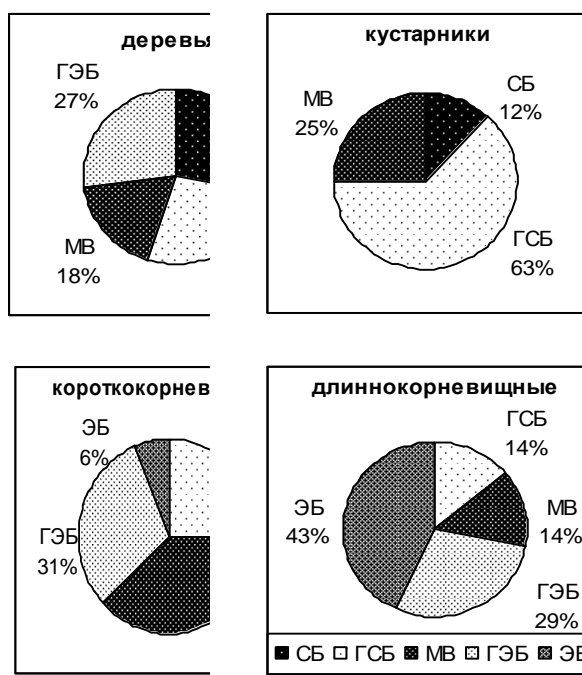 деревья
ГЭБ
27%
МВ
18%
кустарники
СБ
12%
МВ
25%
ГСБ
63%
короткокорнев
ЭБ
6%
ГЭБ
31%
длиннокорневищные
ГСБ
14%
ЭБ
43%
МВ
14%
ГЭБ
29%
СБ ГСБ МВ ГЭБ ЭБ